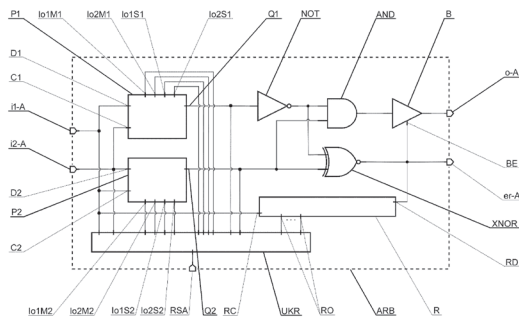 P1 Io1M1 Io2M1 Io1S1 Io2S1 Q1 NOT AND B
D1 o-A
C1
i1-A
i2-A BE
er-A
D2
P2 XNOR
C2 RD
Io1M2 Io2M2 Io1S2 Io2S2 RSA Q2 RC UKR RO ARB R